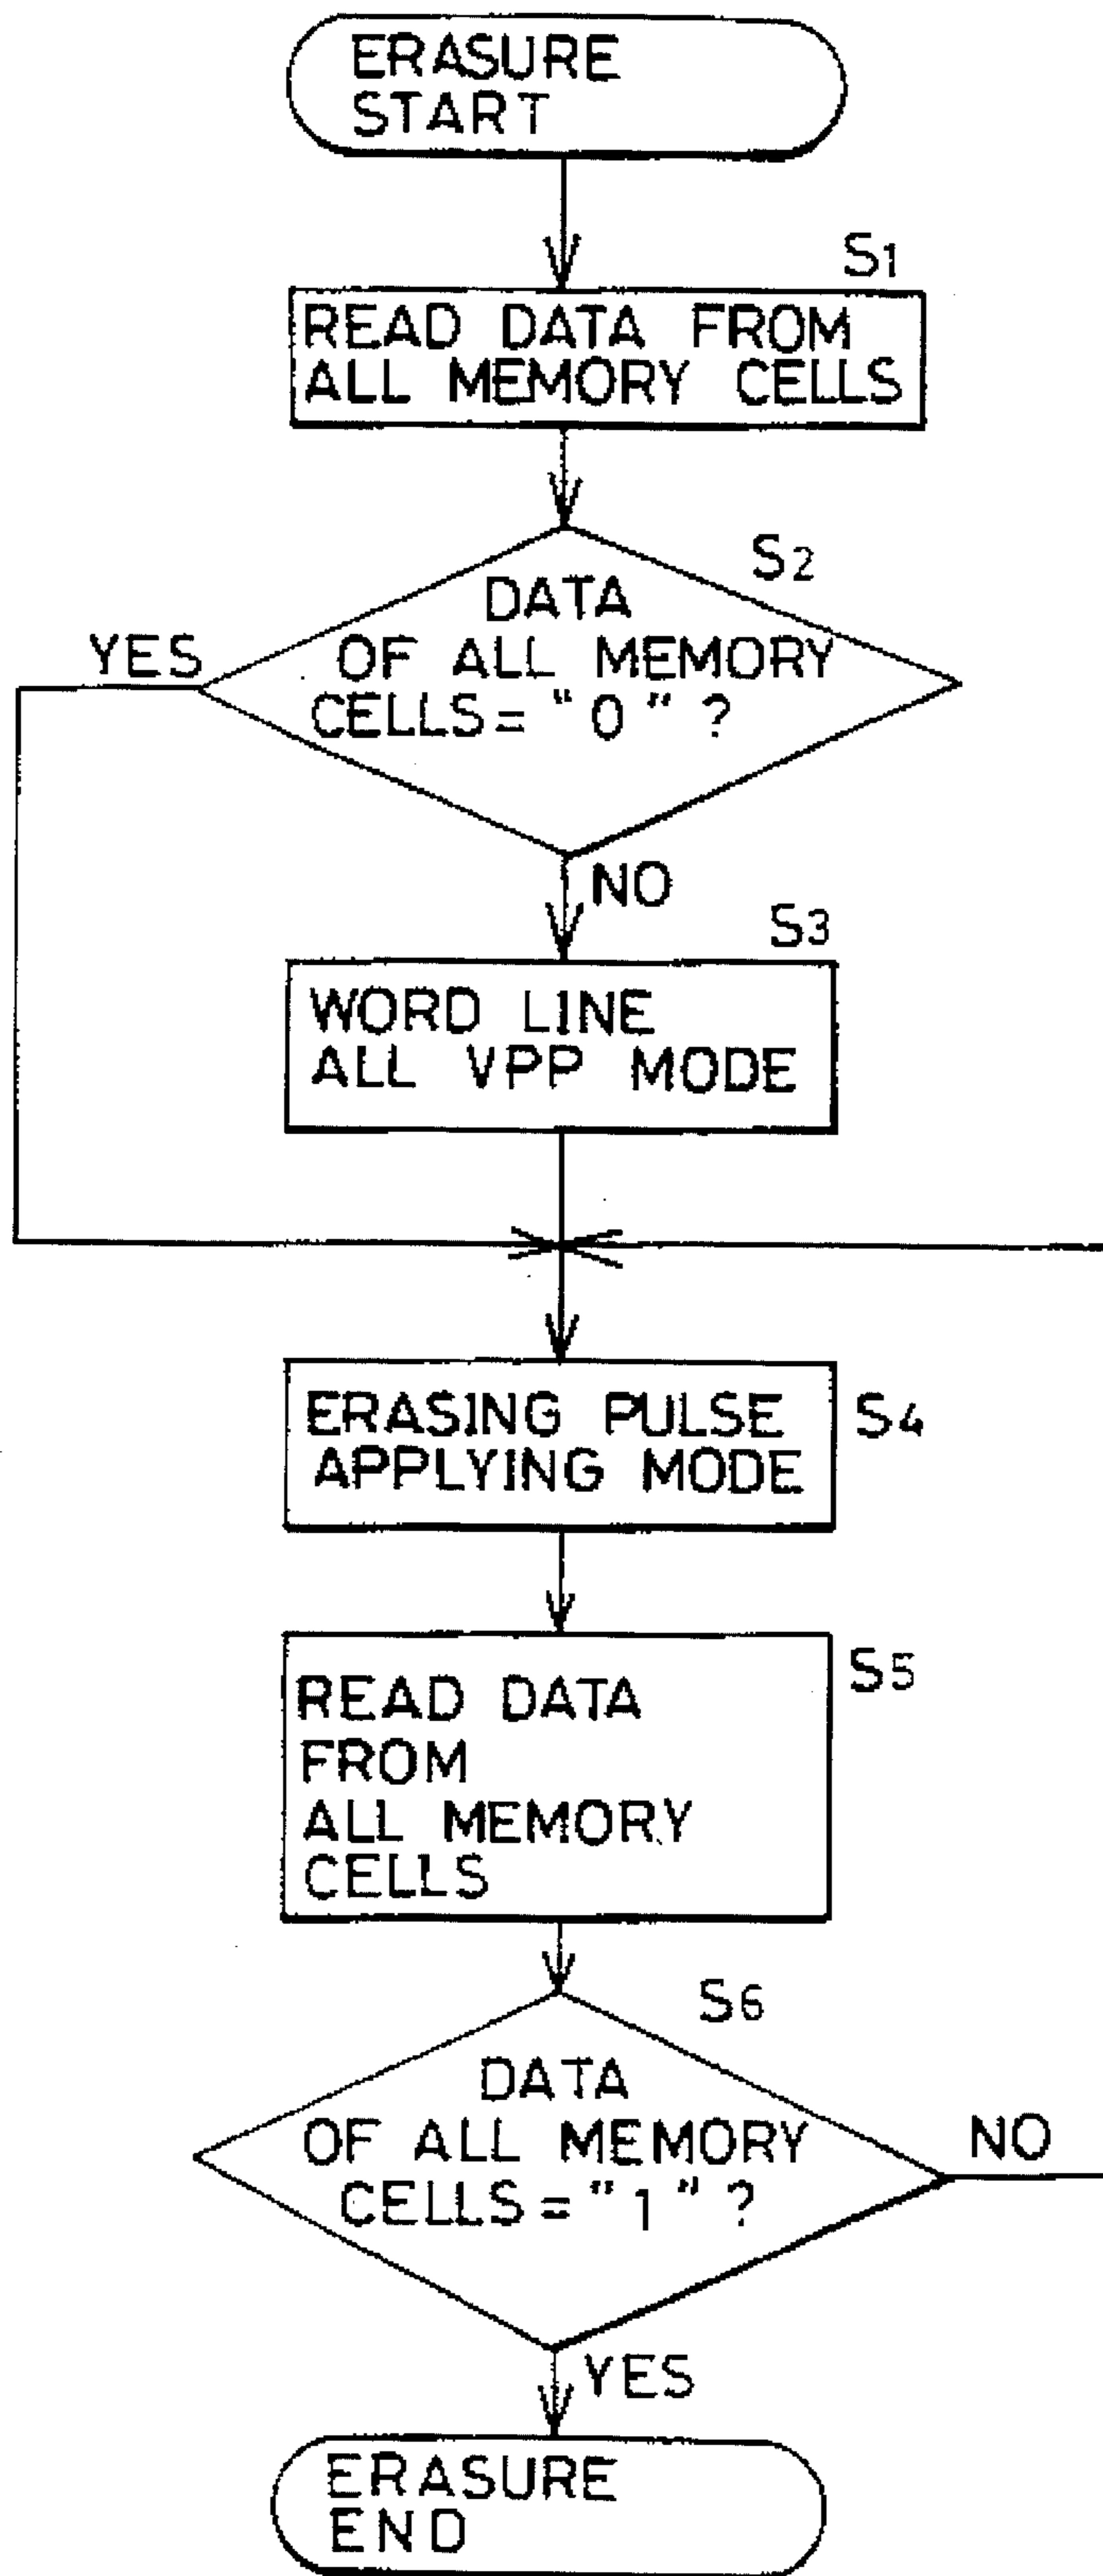 ERASURE
START
S1
READ DATA FROM
ALL MEMORY CELLS
S2
DATA
OF ALL MEMORY
CELLS = "0" ?
YES
NO
S3
WORD LINE
ALL VPP MODE
ERASING PULSE
APPLYING MODE
S4
READ DATA
FROM
ALL MEMORY
CELLS
S5
S6
DATA
OF ALL MEMORY
CELLS = "1" ?
NO
YES
ERASURE
END